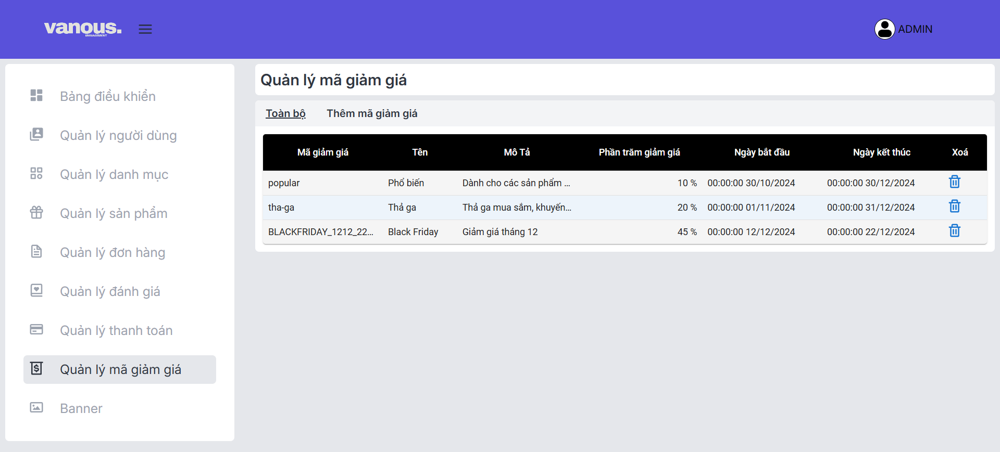 vanous.
MANAGEMENT
ADMIN
Bảng điều khiển
Quản lý người dùng
Quản lý danh mục
Quản lý sản phẩm
Quản lý đơn hàng
Quản lý đánh giá
Quản lý thanh toán
Quản lý mã giảm giá
Banner
Quản lý mã giảm giá
Toàn bộ Thêm mã giảm giá
Mã giảm giá Tên Mô Tả Phần trăm giảm giá Ngày bắt đầu Ngày kết thúc Xoá
popular Phổ biến Dành cho các sản phẩm ... 10 % 00:00:00 30/10/2024 00:00:00 30/12/2024
tha-ga Thả ga Thả ga mua sắm, khuyến... 20 % 00:00:00 01/11/2024 00:00:00 31/12/2024
BLACKFRIDAY_1212_22... Black Friday Giảm giá tháng 12 45 % 00:00:00 12/12/2024 00:00:00 22/12/2024